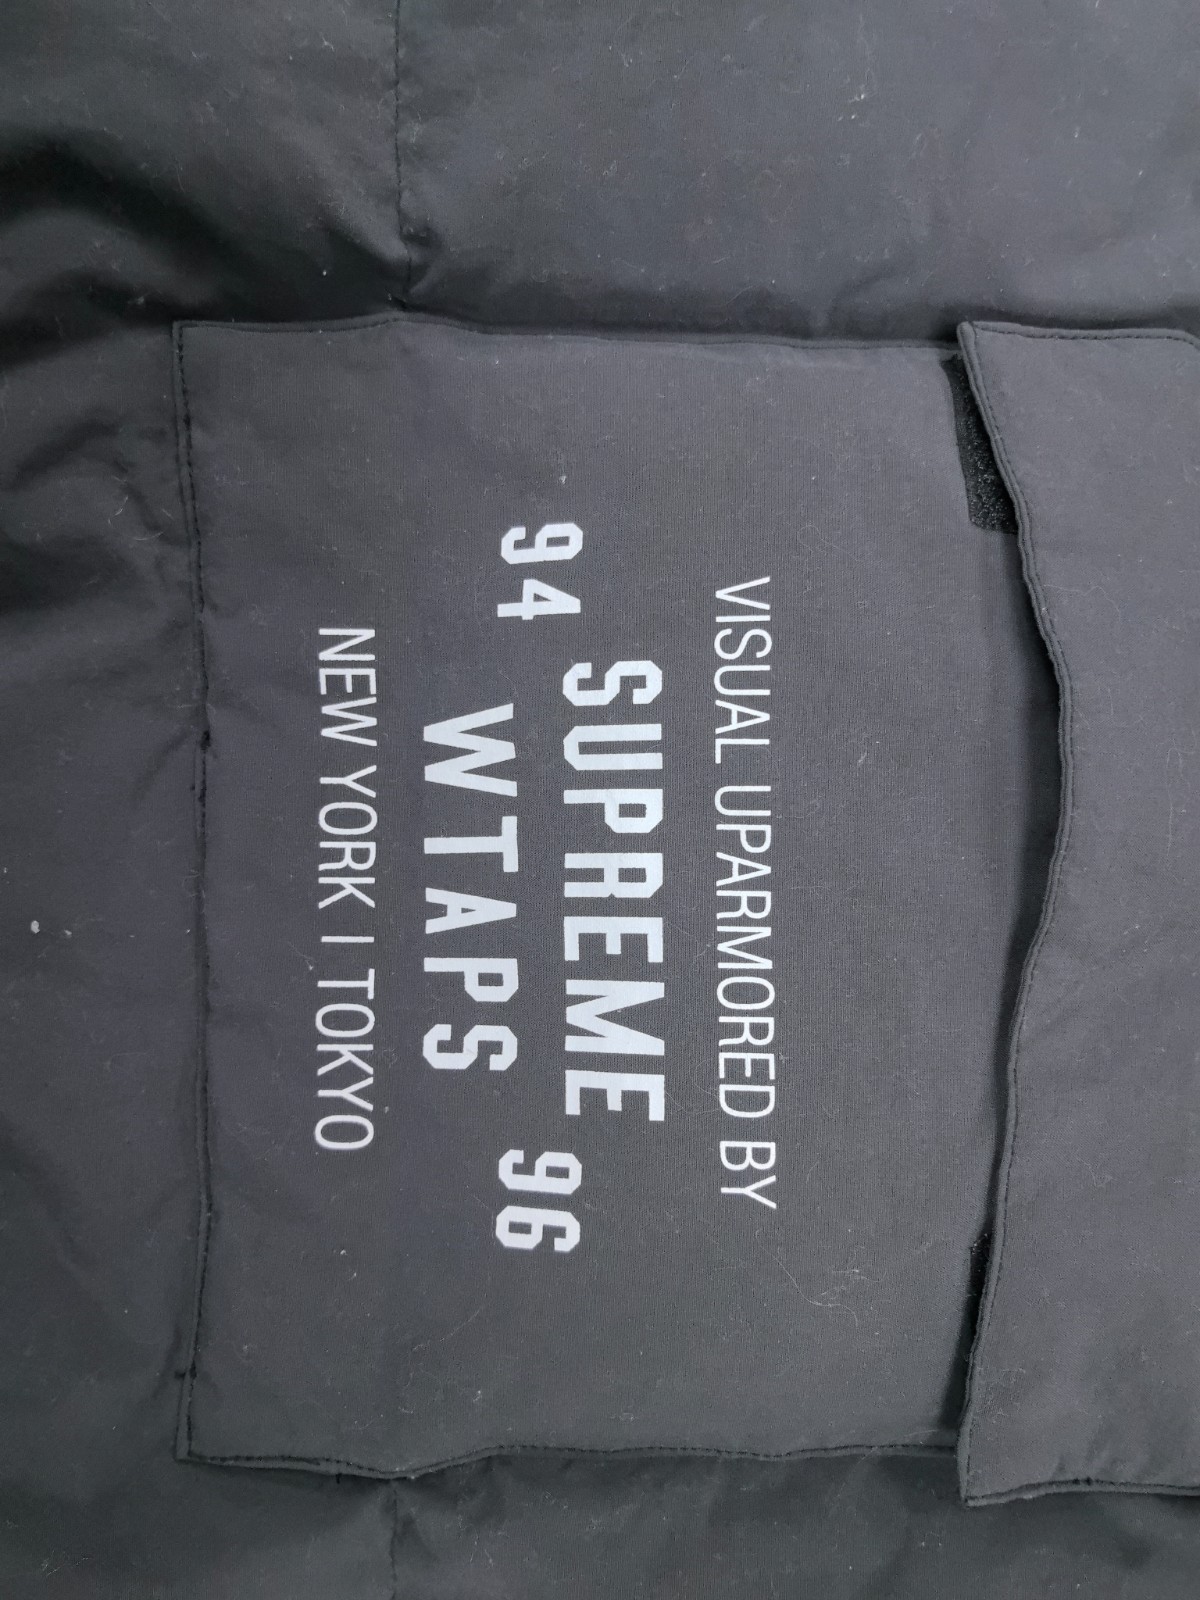 VISUAL UPARMORED BY
SUPREME
94 96
WTAPS
NEW YORK | TOKYO